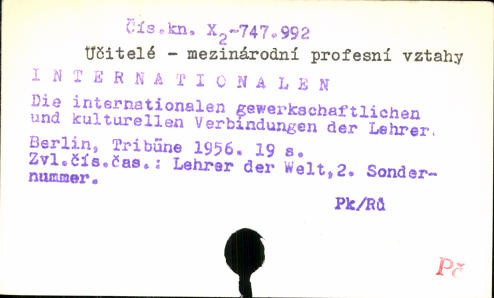 Čís.kn. X2-747.992
Učitelé - mezinárodní profesní vztahy
I N T E R N A T I O N A L E N
Die internationalen gewerkschaftlichen
und kulturellen Verbindungen der Lehrer.
Berlin, Tribüne 1956. 19 s.
Zvl.čís.čas.: Lehrer der Welt,2. Sonder-
nummer.
Pk/Rů
Pč